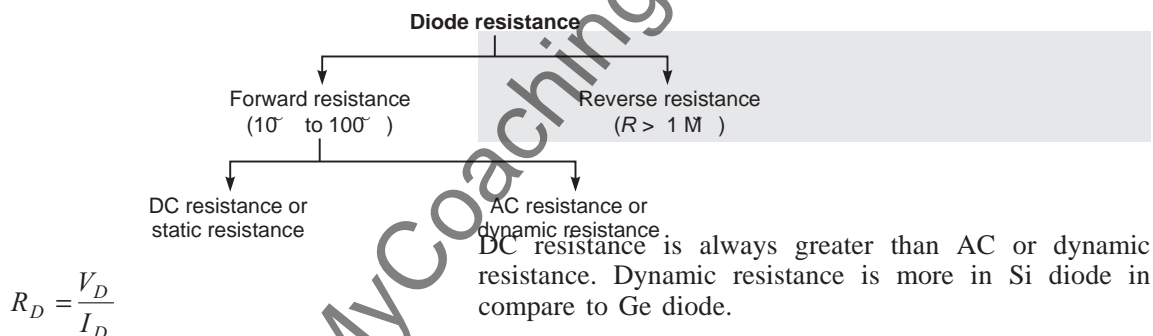 Diode resistance
Forward resistance
(10 to 100 )
Reverse resistance
(R > 1 M )
DC resistance or
static resistance
AC resistance or
dynamic resistance
DC resistance is always greater than AC or dynamic
resistance. Dynamic resistance is more in Si diode in
compare to Ge diode.
R_D = V_D / I_D
MyCoaching